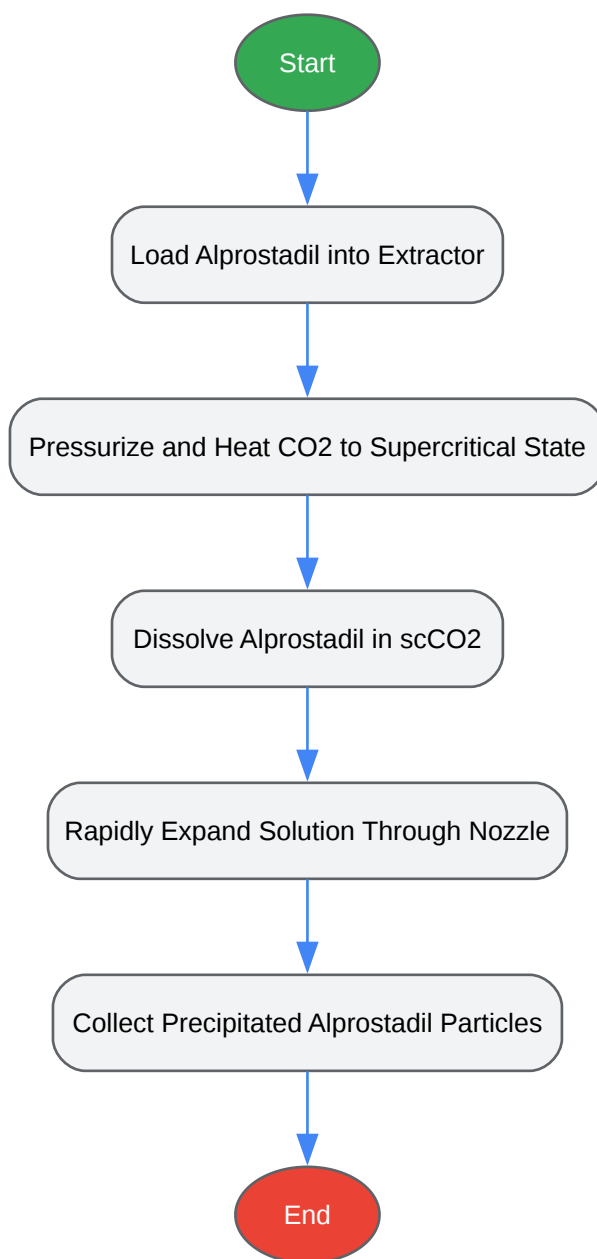 Start
Load Alprostadil into Extractor
Pressurize and Heat CO2 to Supercritical State
Dissolve Alprostadil in scCO2
Rapidly Expand Solution Through Nozzle
Collect Precipitated Alprostadil Particles
End